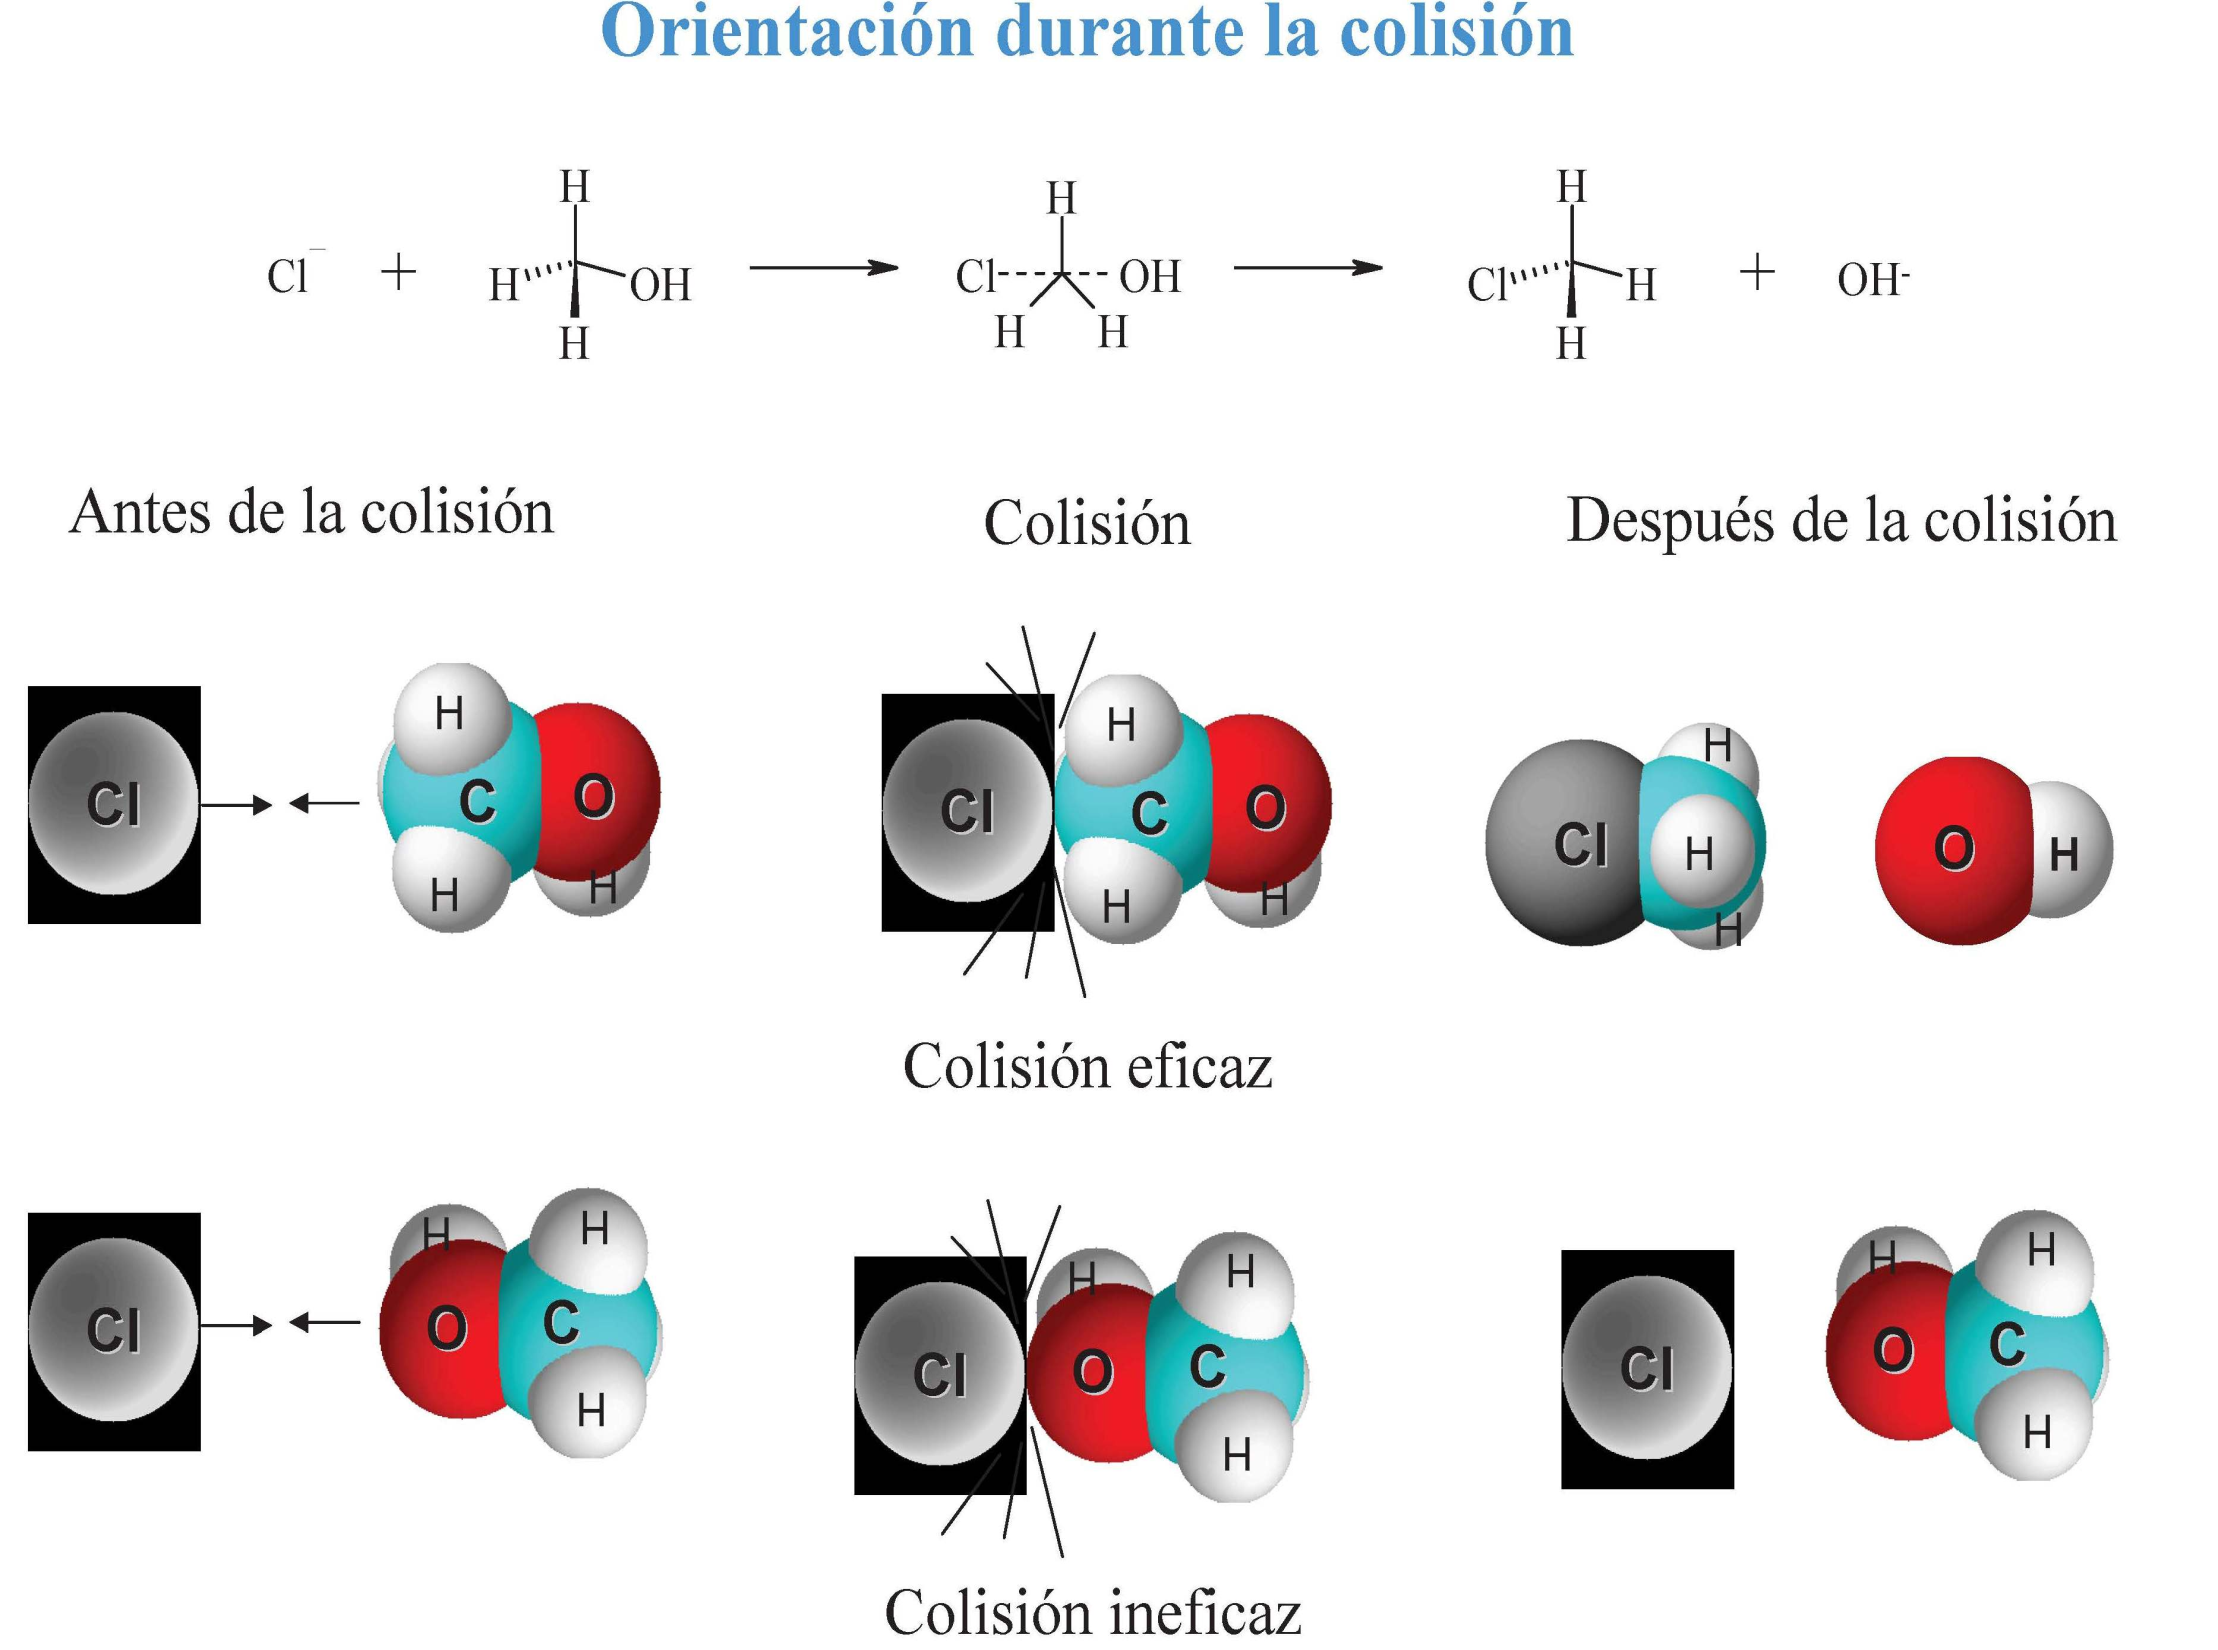 Orientación durante la colisión
H H H
Cl⁻ + H OH Cl OH Cl H + OH-
H H H H
Antes de la colisión Colisión Después de la colisión
H H H
Cl C O Cl C O Cl H O H
H H H H H
Colisión eficaz
H H H H H H
Cl O C Cl O C Cl O C
H H H
Colisión ineficaz